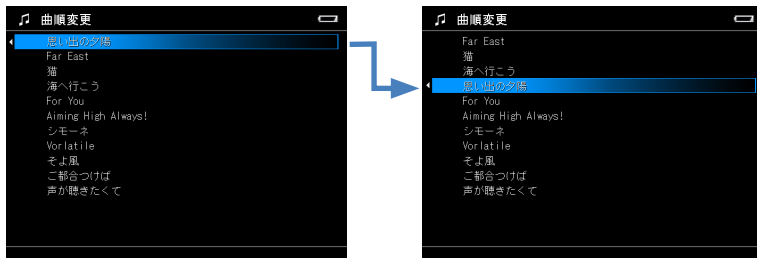 曲順変更
思い出の夕陽
Far East
猫
海へ行こう
For You
Aiming High Always!
シモーネ
Vorlatile
そよ風
ご都合つけば
声が聴きたくて
曲順変更
Far East
猫
海へ行こう
思い出の夕陽
For You
Aiming High Always!
シモーネ
Vorlatile
そよ風
ご都合つけば
声が聴きたくて